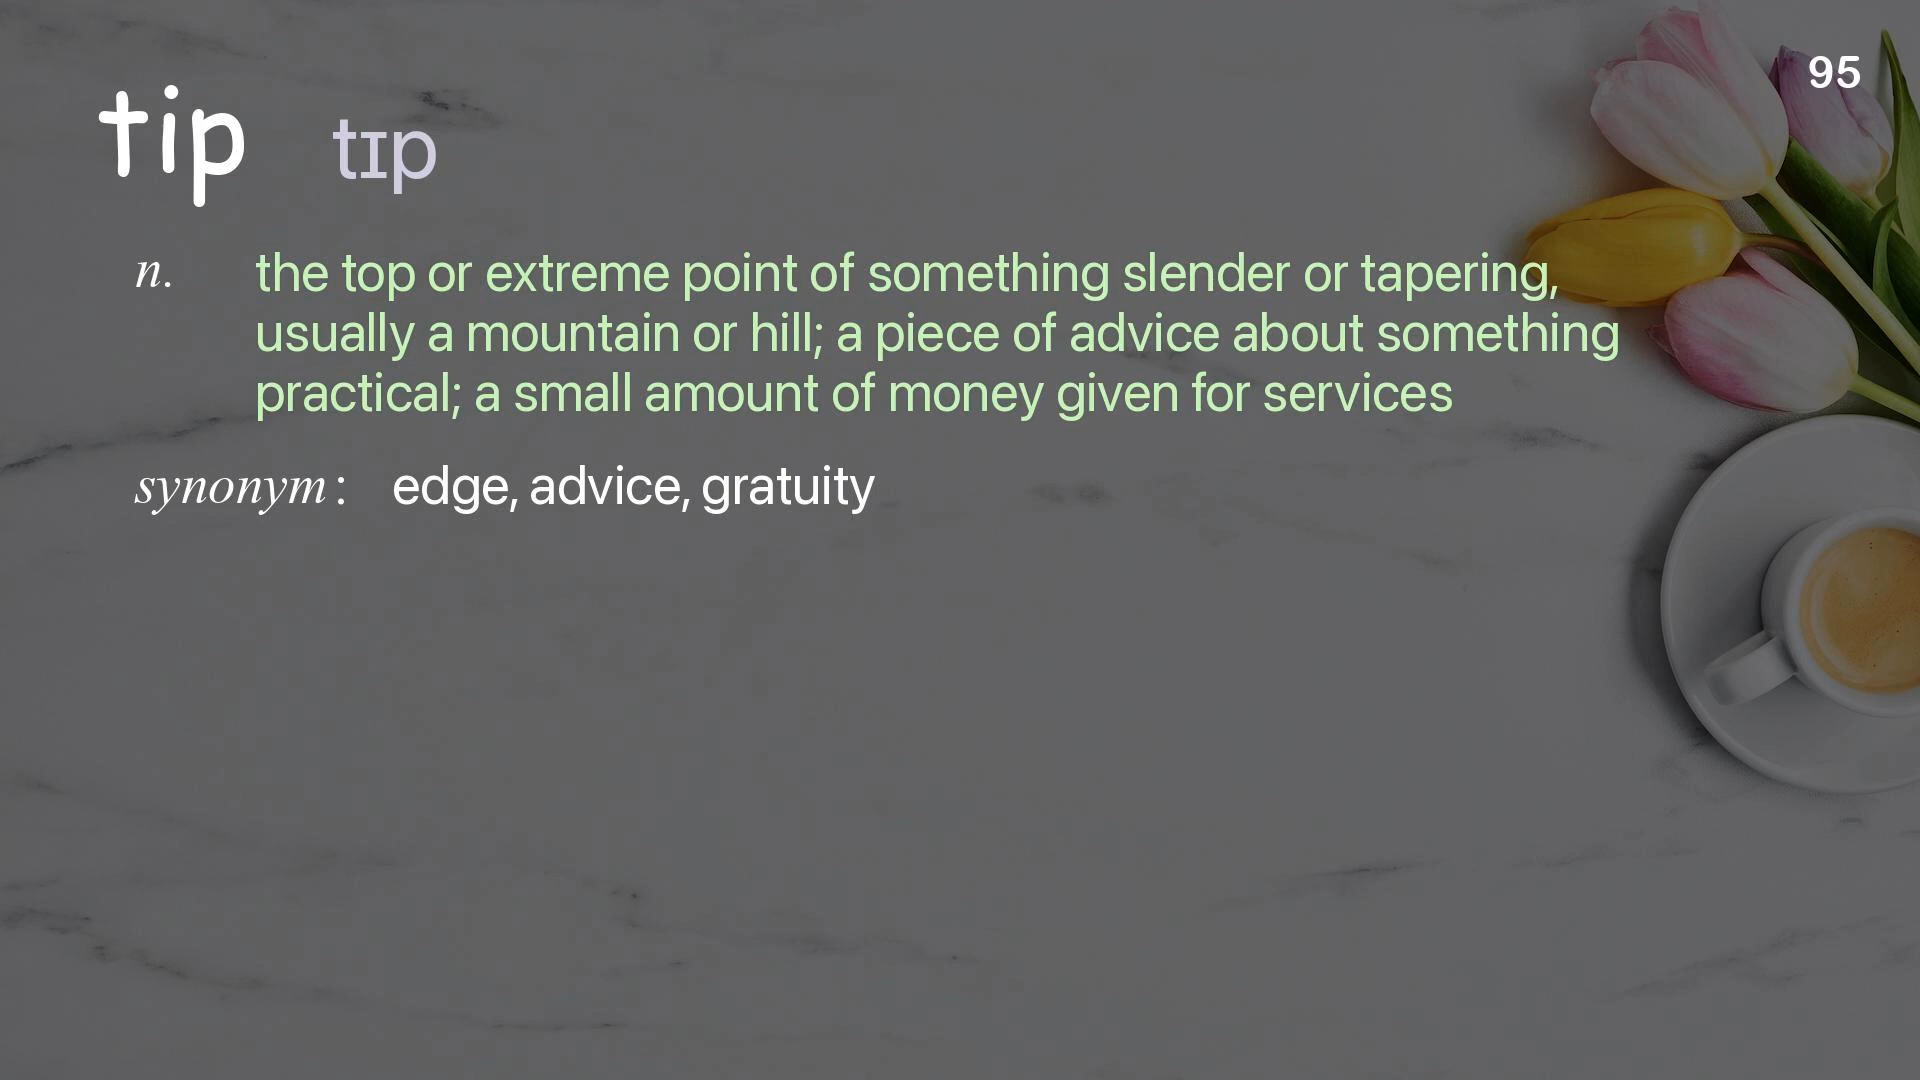 95
tip tɪp
n. the top or extreme point of something slender or tapering,
usually a mountain or hill; a piece of advice about something
practical; a small amount of money given for services
synonym : edge, advice, gratuity